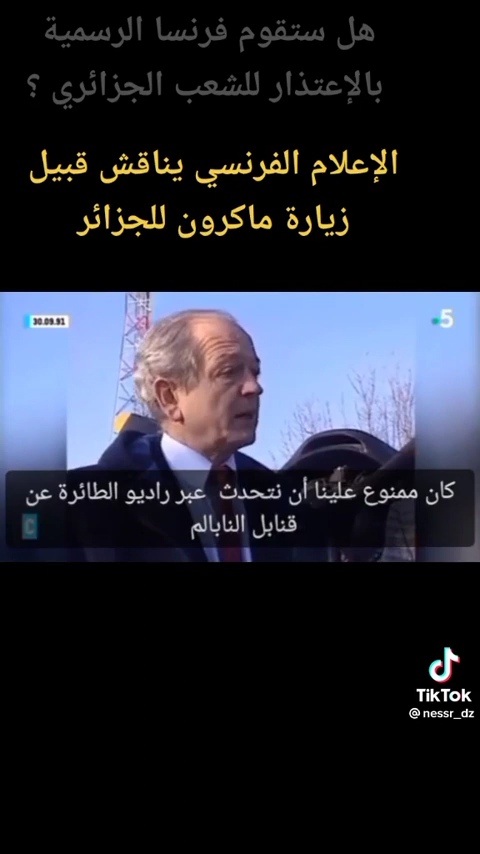 هل ستقوم فرنسا الرسمية
بالإعتذار للشعب الجزائري ؟
الإعلام الفرنسي يناقش قبيل
زيارة ماكرون للجزائر
30.09.91
5
كان ممنوع علينا أن نتحدث عبر راديو الطائرة عن
قنابل النابالم
C
TikTok
@nessr_dz